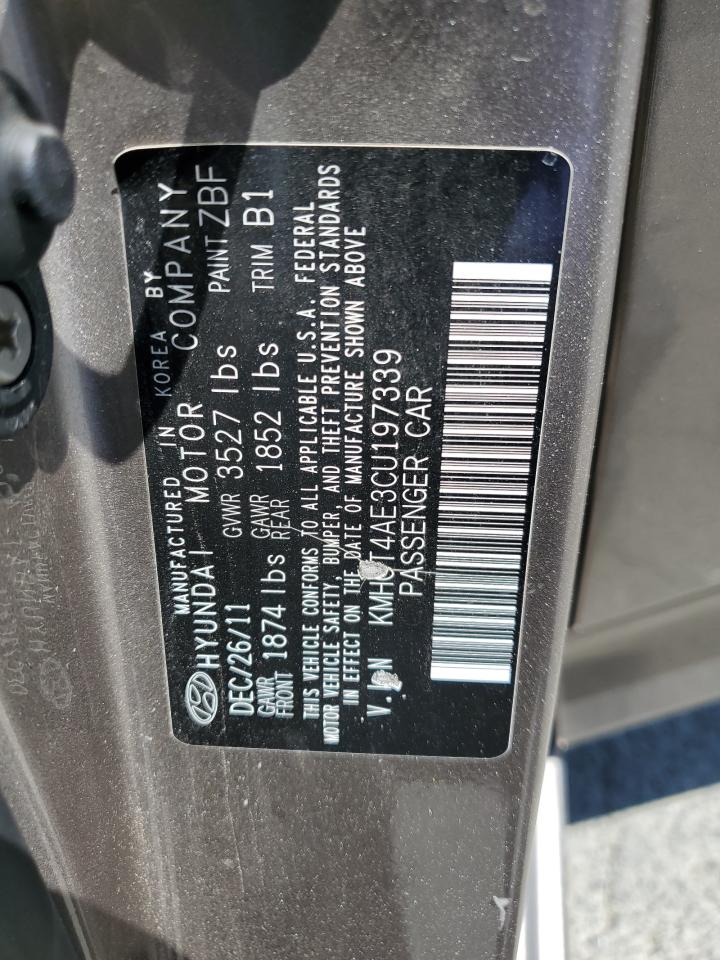 MANUFACTURED IN KOREA BY
HYUNDAI MOTOR COMPANY
DEC/26/11 GVWR 3527 lbs PAINT ZBF
GAWR FRONT 1874 lbs GAWR REAR 1852 lbs TRIM B1
THIS VEHICLE CONFORMS TO ALL APPLICABLE U.S.A. FEDERAL
MOTOR VEHICLE SAFETY, BUMPER, AND THEFT PREVENTION STANDARDS
IN EFFECT ON THE DATE OF MANUFACTURE SHOWN ABOVE
V.I.N KMHCT4AE3CU197339
PASSENGER CAR